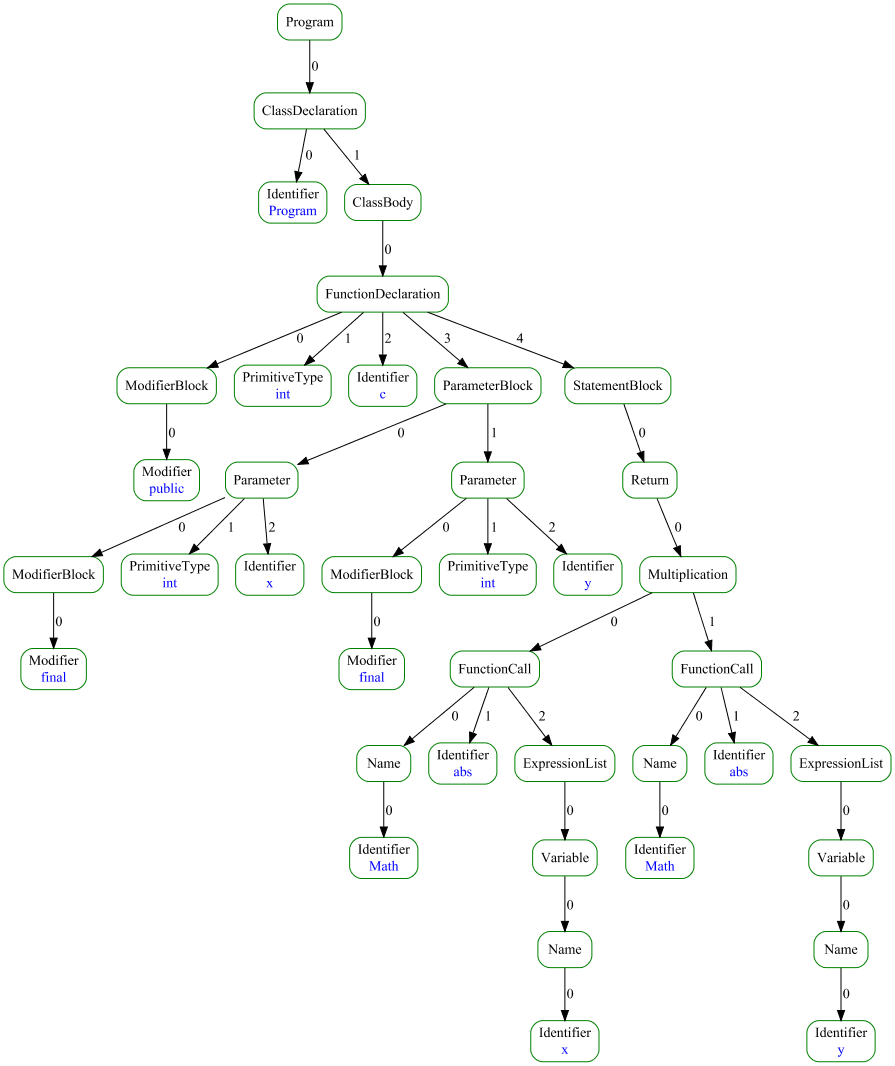 Program
0
ClassDeclaration
0
1
Identifier
Program
ClassBody
0
FunctionDeclaration
0
1
2
3
4
ModifierBlock
PrimitiveType
int
Identifier
c
ParameterBlock
StatementBlock
0
0
1
0
Modifier
public
Parameter
Parameter
Return
0
1
2
0
1
2
0
ModifierBlock
PrimitiveType
int
Identifier
x
ModifierBlock
PrimitiveType
int
Identifier
y
Multiplication
0
0
0
1
Modifier
final
Modifier
final
FunctionCall
FunctionCall
0
1
2
0
1
2
Name
Identifier
abs
ExpressionList
Name
Identifier
abs
ExpressionList
0
0
0
0
Identifier
Math
Variable
Identifier
Math
Variable
0
0
Name
Name
0
0
Identifier
x
Identifier
y